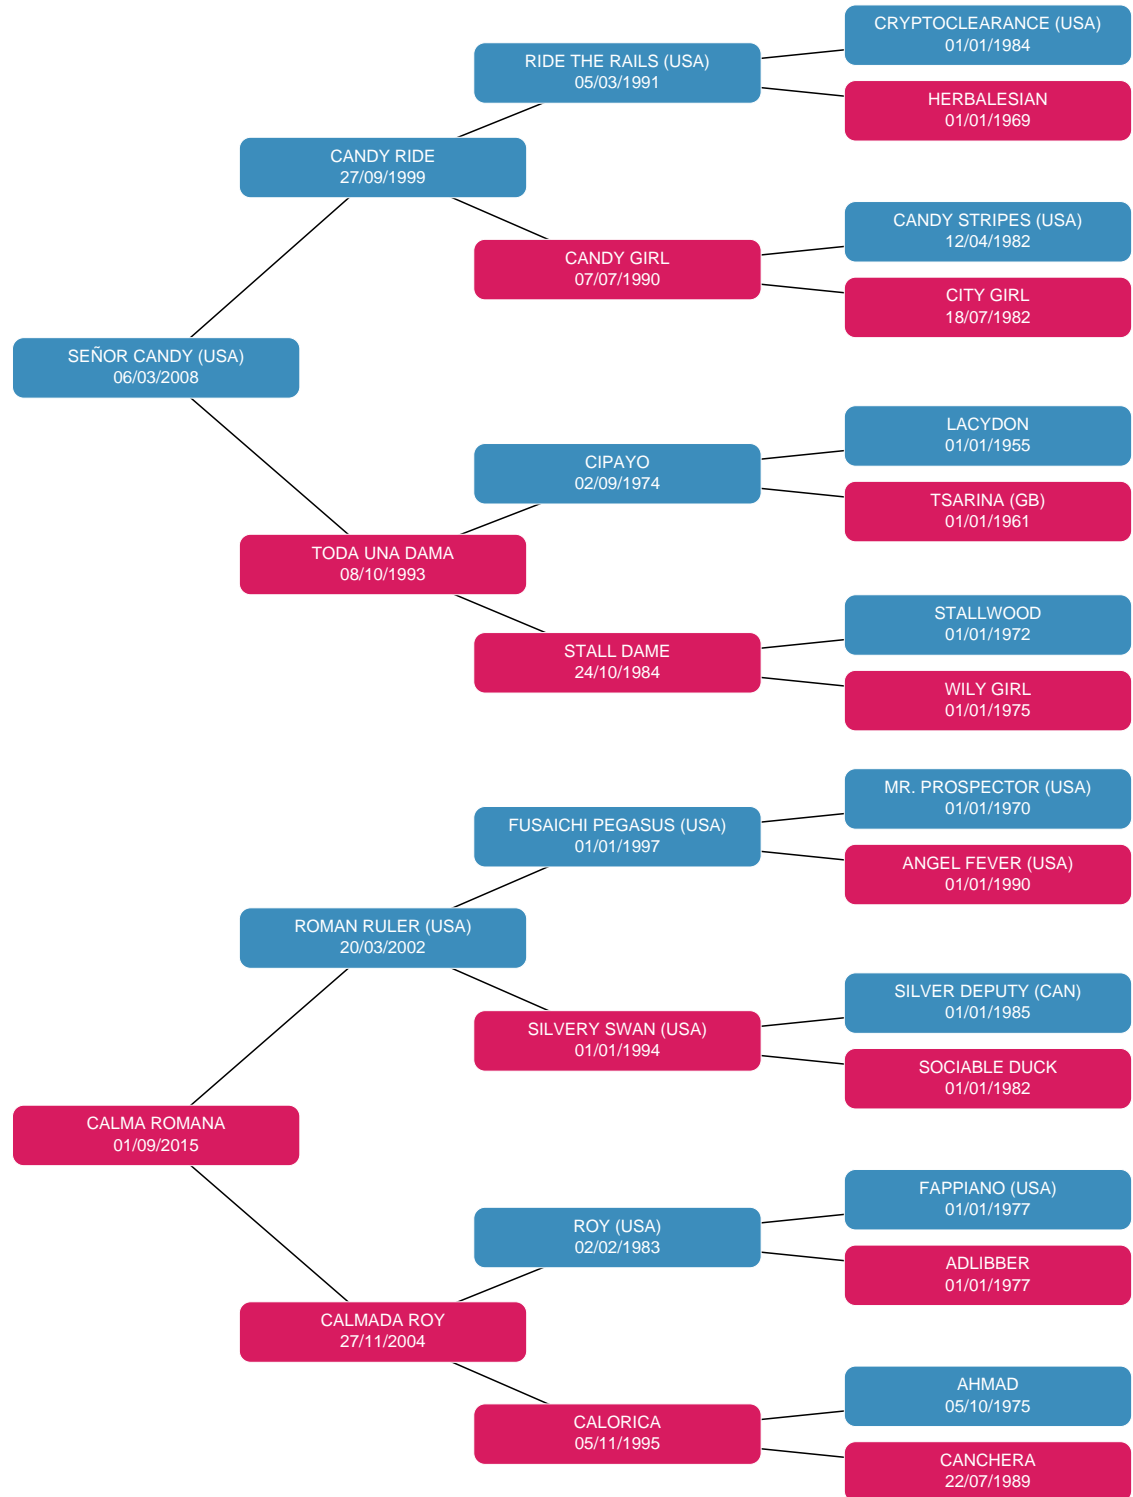 CRYPTOCLEARANCE (USA)
01/01/1984
RIDE THE RAILS (USA)
05/03/1991
HERBALESIAN
01/01/1969
CANDY RIDE
27/09/1999
CANDY STRIPES (USA)
12/04/1982
CANDY GIRL
07/07/1990
CITY GIRL
18/07/1982
SEÑOR CANDY (USA)
06/03/2008
LACYDON
01/01/1955
CIPAYO
02/09/1974
TSARINA (GB)
01/01/1961
TODA UNA DAMA
08/10/1993
STALLWOOD
01/01/1972
STALL DAME
24/10/1984
WILY GIRL
01/01/1975
MR. PROSPECTOR (USA)
01/01/1970
FUSAICHI PEGASUS (USA)
01/01/1997
ANGEL FEVER (USA)
01/01/1990
ROMAN RULER (USA)
20/03/2002
SILVER DEPUTY (CAN)
01/01/1985
SILVERY SWAN (USA)
01/01/1994
SOCIABLE DUCK
01/01/1982
CALMA ROMANA
01/09/2015
FAPPIANO (USA)
01/01/1977
ROY (USA)
02/02/1983
ADLIBBER
01/01/1977
CALMADA ROY
27/11/2004
AHMAD
05/10/1975
CALORICA
05/11/1995
CANCHERA
22/07/1989